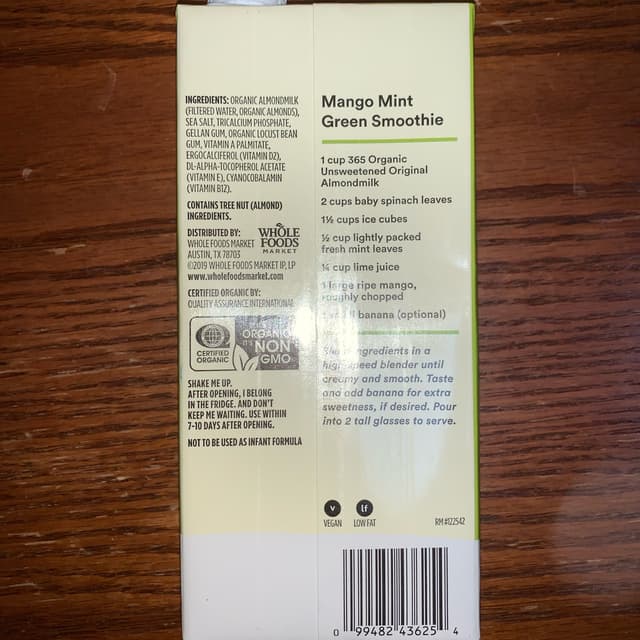 INGREDIENTS: ORGANIC ALMONDMILK
(FILTERED WATER, ORGANIC ALMONDS),
SEA SALT, TRICALCIUM PHOSPHATE,
GELLAN GUM, ORGANIC LOCUST BEAN
GUM, VITAMIN A PALMITATE,
ERGOCALCIFEROL (VITAMIN D2),
DL-ALPHA-TOCOPHEROL ACETATE
(VITAMIN E), CYANOCOBALAMIN
(VITAMIN B12).
CONTAINS TREE NUT (ALMOND)
INGREDIENTS.
DISTRIBUTED BY:
WHOLE FOODS MARKET
AUSTIN, TX 78703
©2019 WHOLE FOODS MARKET IP, LP
www.wholefoodsmarket.com
WHOLE
FOODS
MARKET
CERTIFIED ORGANIC BY:
QUALITY ASSURANCE INTERNATIONAL
CERTIFIED
ORGANIC
ORGANIC
IT'S NON
GMO
SHAKE ME UP.
AFTER OPENING, I BELONG
IN THE FRIDGE. AND DON'T
KEEP ME WAITING. USE WITHIN
7-10 DAYS AFTER OPENING.
NOT TO BE USED AS INFANT FORMULA
Mango Mint
Green Smoothie
1 cup 365 Organic
Unsweetened Original
Almondmilk
2 cups baby spinach leaves
1½ cups ice cubes
½ cup lightly packed
fresh mint leaves
¼ cup lime juice
1 large ripe mango,
roughly chopped
banana (optional)
Blend ingredients in a
high-speed blender until
creamy and smooth. Taste
and add banana for extra
sweetness, if desired. Pour
into 2 tall glasses to serve.
v
VEGAN
lf
LOW FAT
RM #122542
0 99482 43625 4